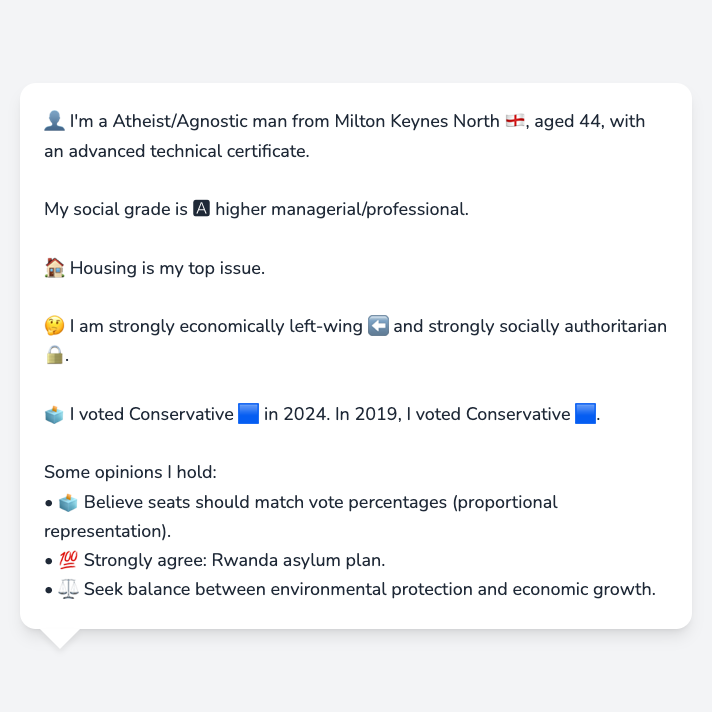 👤 I'm a Atheist/Agnostic man from Milton Keynes North 🏴󠁧󠁢󠁥󠁮󠁧󠁿, aged 44, with
an advanced technical certificate.
My social grade is 🅰 higher managerial/professional.
🏠 Housing is my top issue.
🤔 I am strongly economically left-wing ⬅️ and strongly socially authoritarian
🔒.
🗳️ I voted Conservative 🟦 in 2024. In 2019, I voted Conservative 🟦.
Some opinions I hold:
• 🗳️ Believe seats should match vote percentages (proportional
representation).
• 💯 Strongly agree: Rwanda asylum plan.
• ⚖️ Seek balance between environmental protection and economic growth.